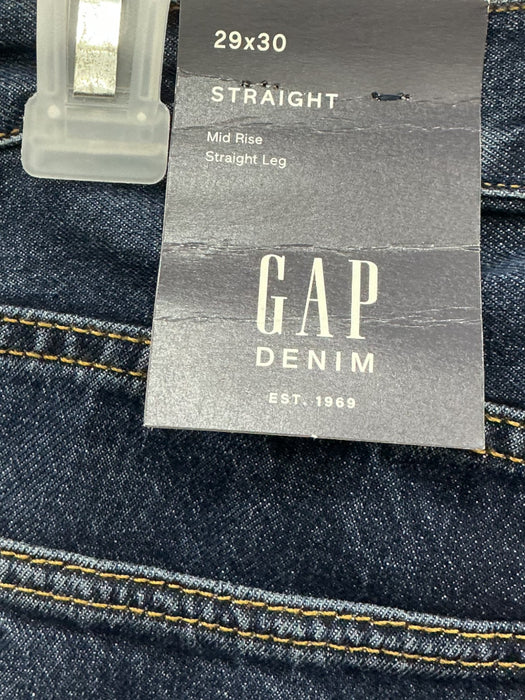 29x30
STRAIGHT
Mid Rise
Straight Leg
GAP
DENIM
EST. 1969